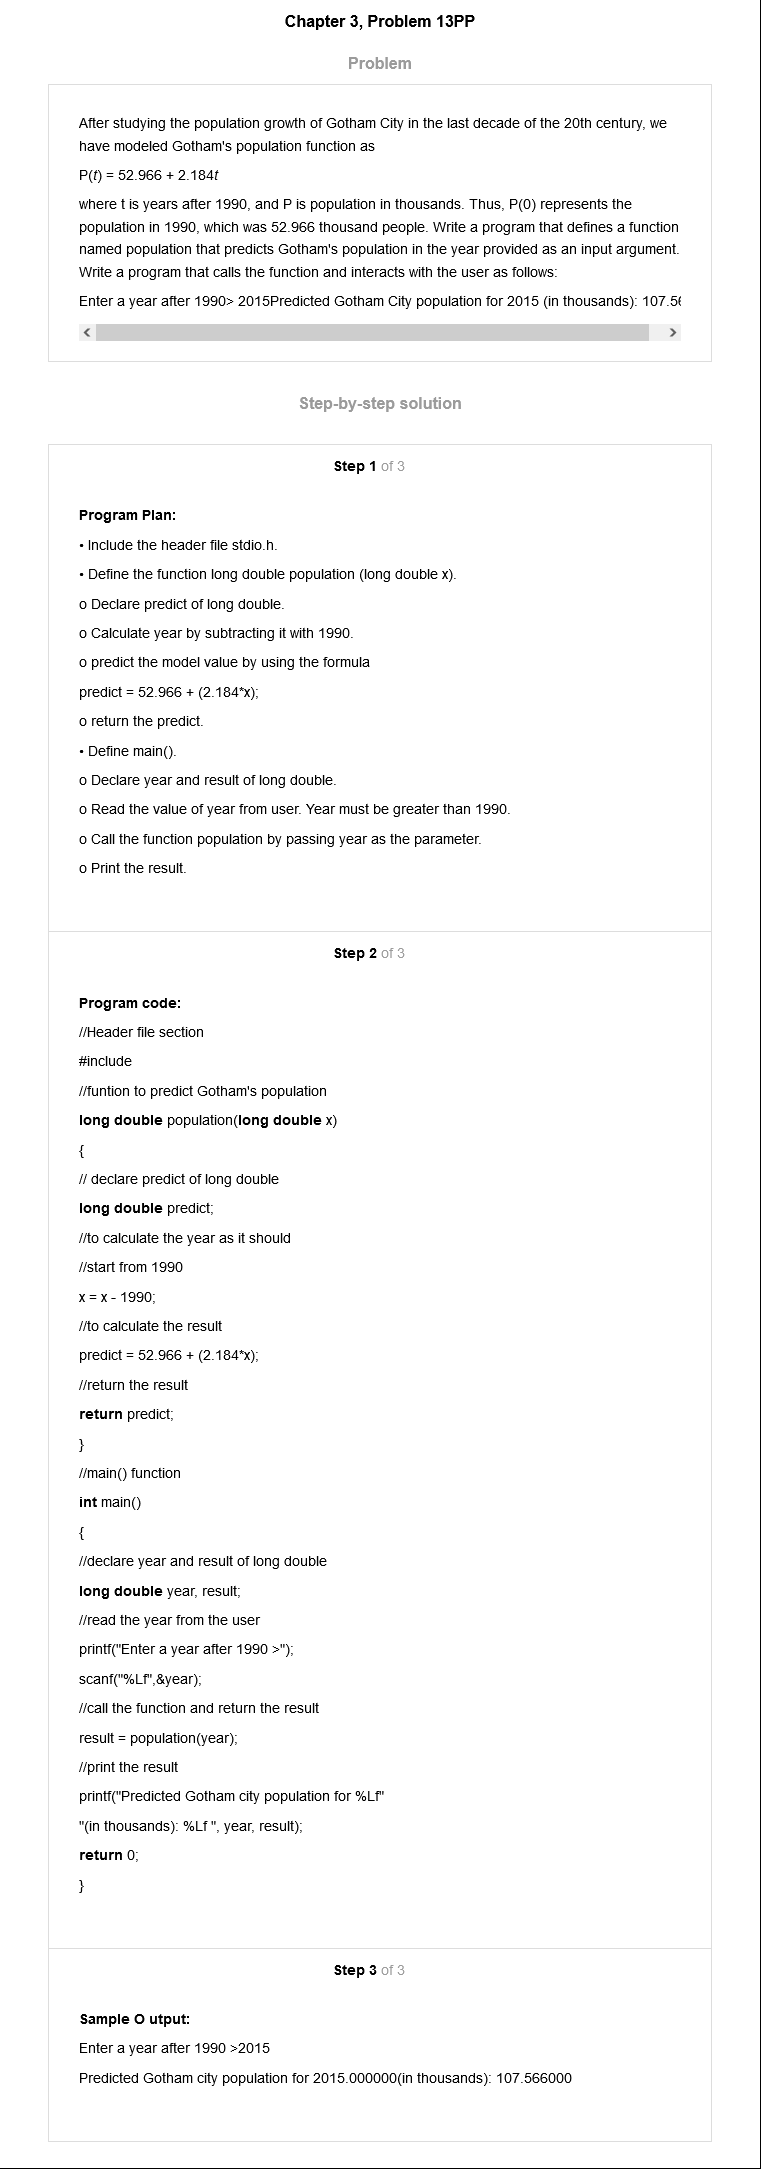 Chapter 3, Problem 13PP
Problem
After studying the population growth of Gotham City in the last decade of the 20th century, we
have modeled Gotham's population function as
P(t) = 52.966 + 2.184t
where t is years after 1990, and P is population in thousands. Thus, P(0) represents the
population in 1990, which was 52.966 thousand people. Write a program that defines a function
named population that predicts Gotham's population in the year provided as an input argument.
Write a program that calls the function and interacts with the user as follows:
Enter a year after 1990> 2015Predicted Gotham City population for 2015 (in thousands): 107.56
Step-by-step solution
Step 1 of 3
Program Plan:
• Include the header file stdio.h.
• Define the function long double population (long double x).
o Declare predict of long double.
o Calculate year by subtracting it with 1990.
o predict the model value by using the formula
predict = 52.966 + (2.184*x);
o return the predict.
• Define main().
o Declare year and result of long double.
o Read the value of year from user. Year must be greater than 1990.
o Call the function population by passing year as the parameter.
o Print the result.
Step 2 of 3
Program code:
//Header file section
#include
//funtion to predict Gotham's population
long double population(long double x)
{
// declare predict of long double
long double predict;
//to calculate the year as it should
//start from 1990
x = x - 1990;
//to calculate the result
predict = 52.966 + (2.184*x);
//return the result
return predict;
}
//main() function
int main()
{
//declare year and result of long double
long double year, result;
//read the year from the user
printf("Enter a year after 1990 >");
scanf("%Lf",&year);
//call the function and return the result
result = population(year);
//print the result
printf("Predicted Gotham city population for %Lf"
"(in thousands): %Lf ", year, result);
return 0;
}
Step 3 of 3
Sample O utput:
Enter a year after 1990 >2015
Predicted Gotham city population for 2015.000000(in thousands): 107.566000